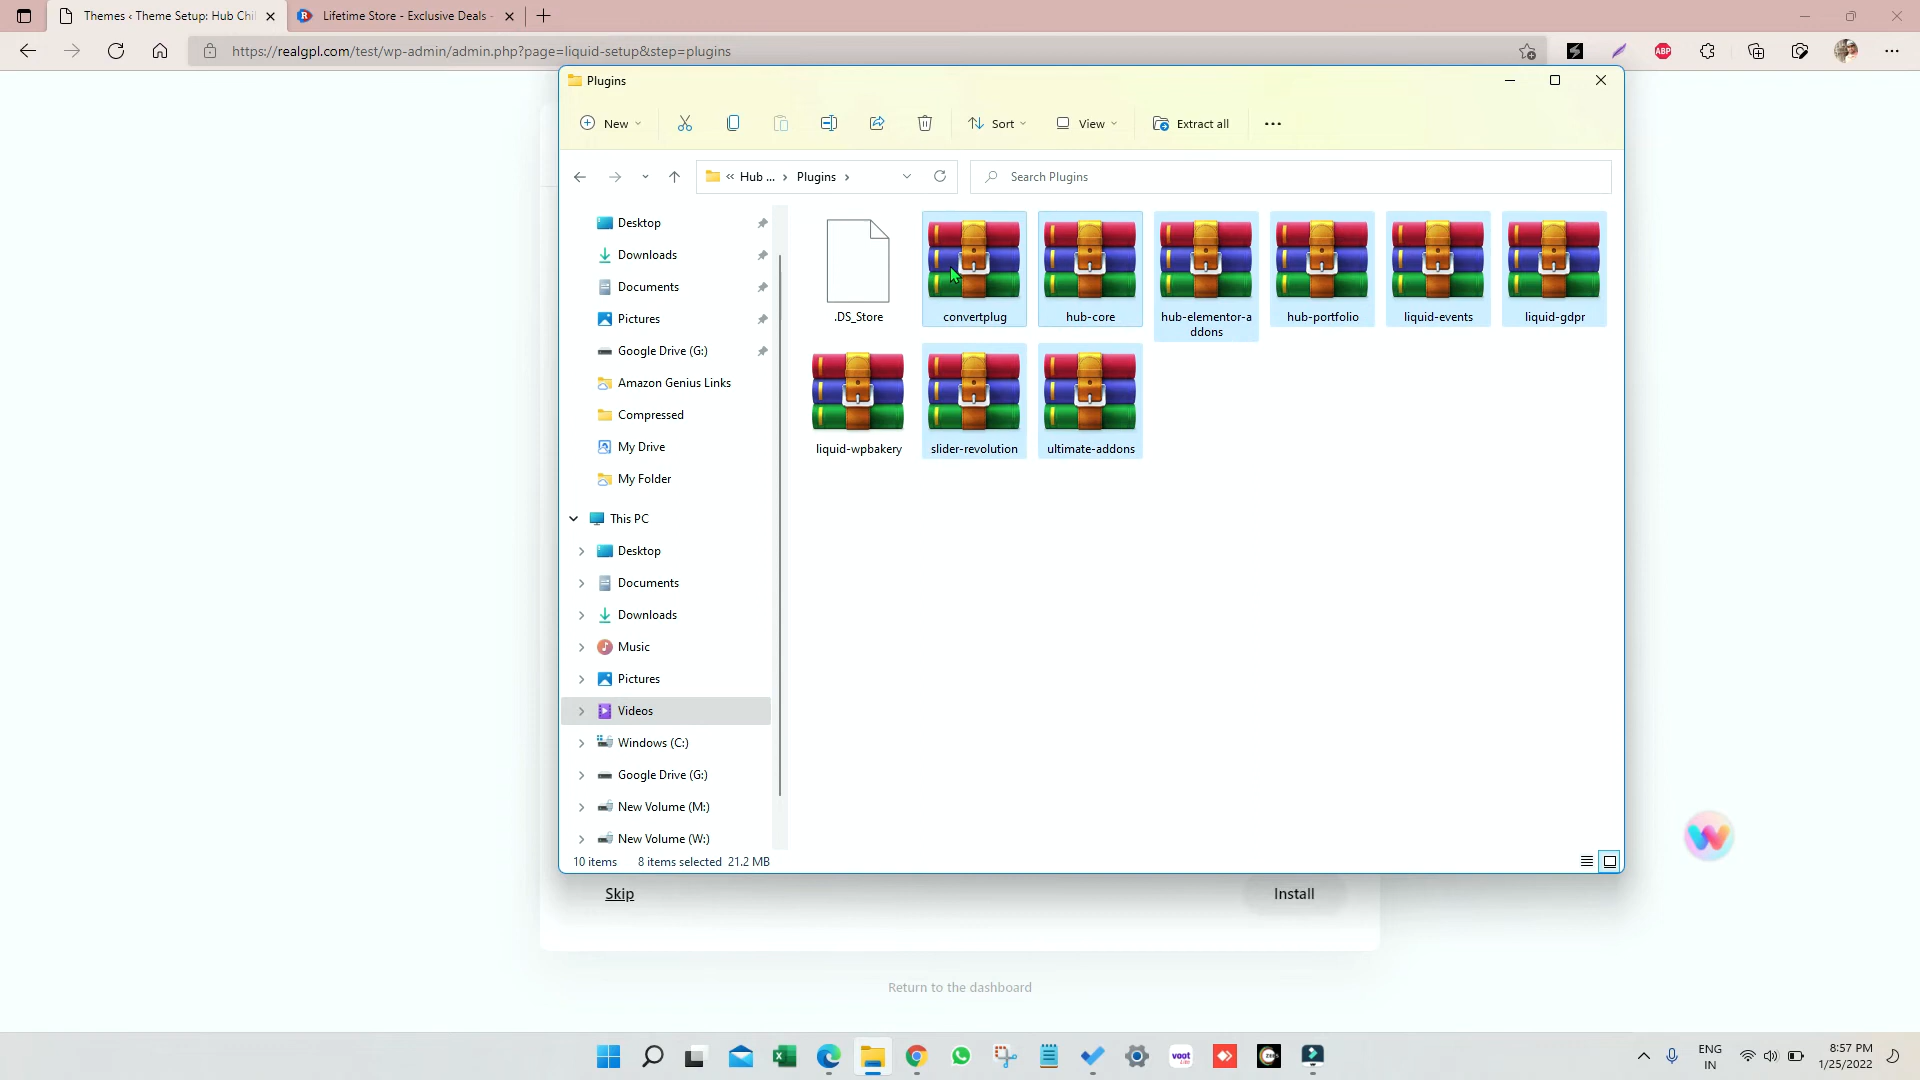 Themes ‹ Theme Setup: Hub Chi
Lifetime Store - Exclusive Deals -
https://realgpl.com/test/wp-admin/admin.php?page=liquid-setup&step=plugins
ABP
Plugins
New
Sort
View
Extract all
« Hub ... › Plugins ›
Search Plugins
Desktop
Downloads
Documents
Pictures
Google Drive (G:)
Amazon Genius Links
Compressed
My Drive
My Folder
This PC
Desktop
Documents
Downloads
Music
Pictures
Videos
Windows (C:)
Google Drive (G:)
New Volume (M:)
New Volume (W:)
.DS_Store
convertplug
hub-core
hub-elementor-a
ddons
hub-portfolio
liquid-events
liquid-gdpr
liquid-wpbakery
slider-revolution
ultimate-addons
10 items
8 items selected 21.2 MB
Skip
Install
Return to the dashboard
voot
ENG
IN
8:57 PM
1/25/2022